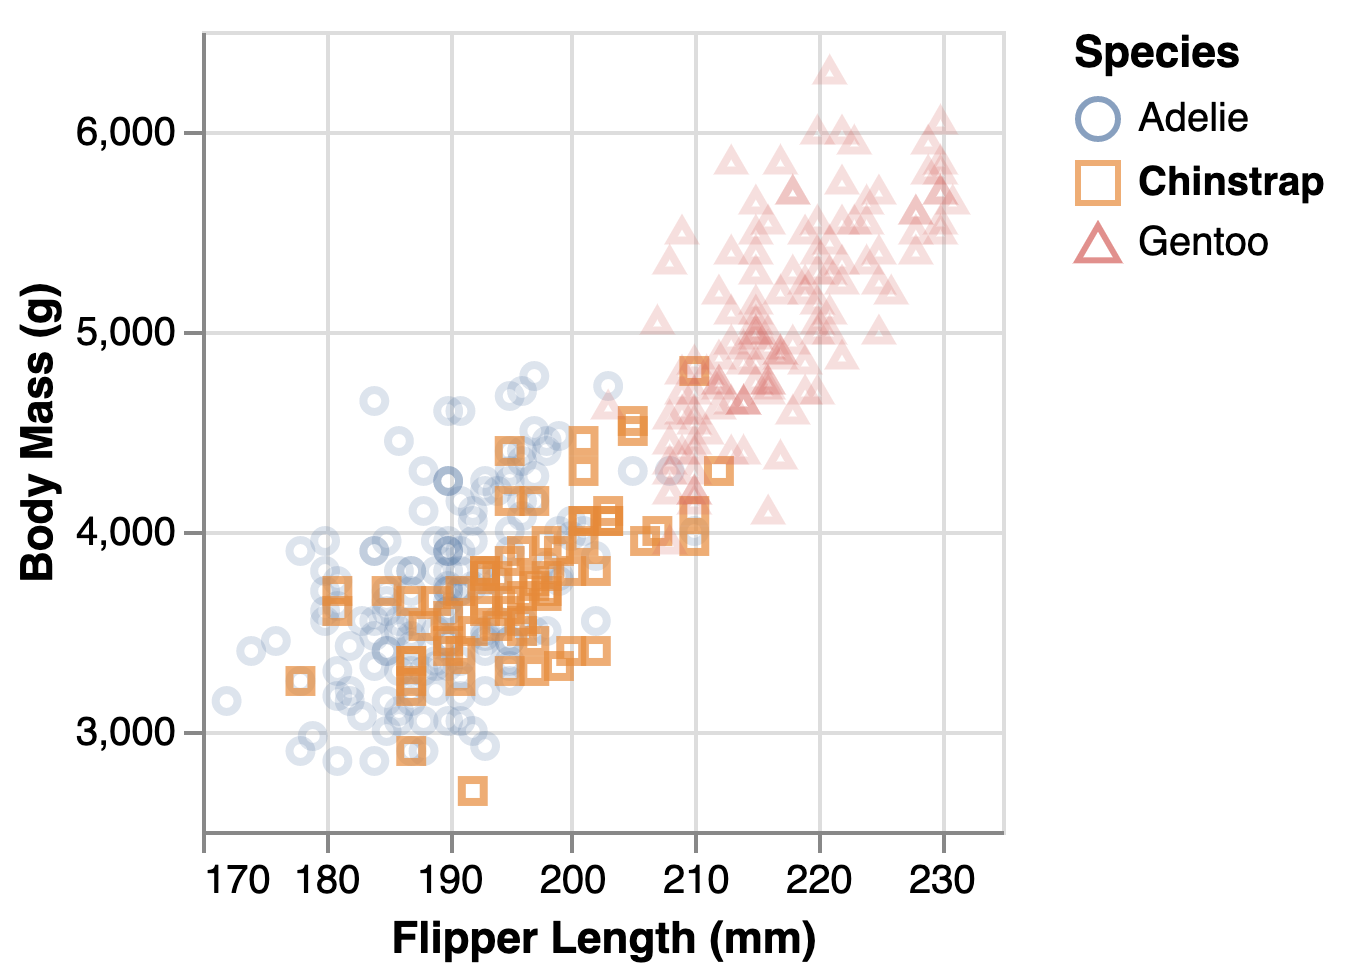 Species
Adelie
Chinstrap
Gentoo
6,000
5,000
4,000
3,000
Body Mass (g)
170 180 190 200 210 220 230
Flipper Length (mm)